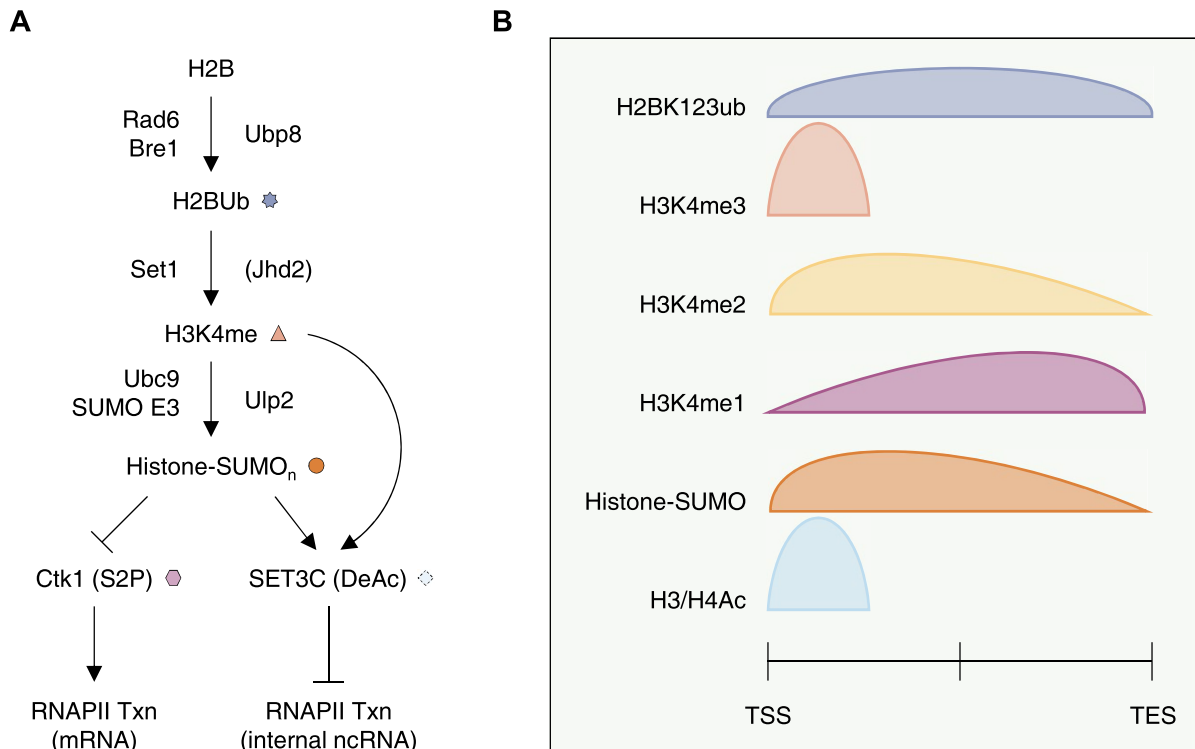 A
H2B
Rad6
Bre1
Ubp8
H2BUb
Set1
(Jhd2)
H3K4me
Ubc9
SUMO E3
Ulp2
Histone-SUMOn
Ctk1 (S2P)
SET3C (DeAc)
RNAPII Txn
(mRNA)
RNAPII Txn
(internal ncRNA)
B
H2BK123ub
H3K4me3
H3K4me2
H3K4me1
Histone-SUMO
H3/H4Ac
TSS
TES